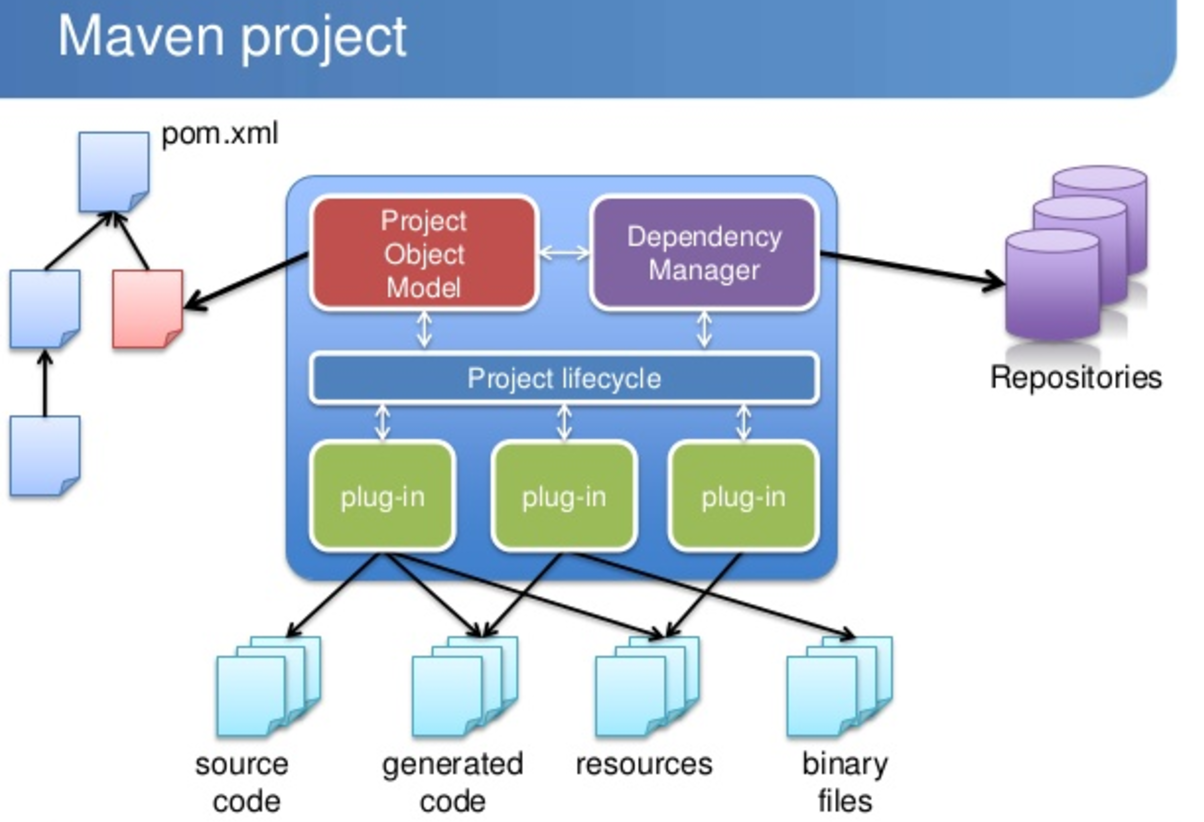 Maven project
pom.xml
Project
Object
Model
Dependency
Manager
Project lifecycle
Repositories
plug-in
plug-in
plug-in
source
code
generated
code
resources
binary
files